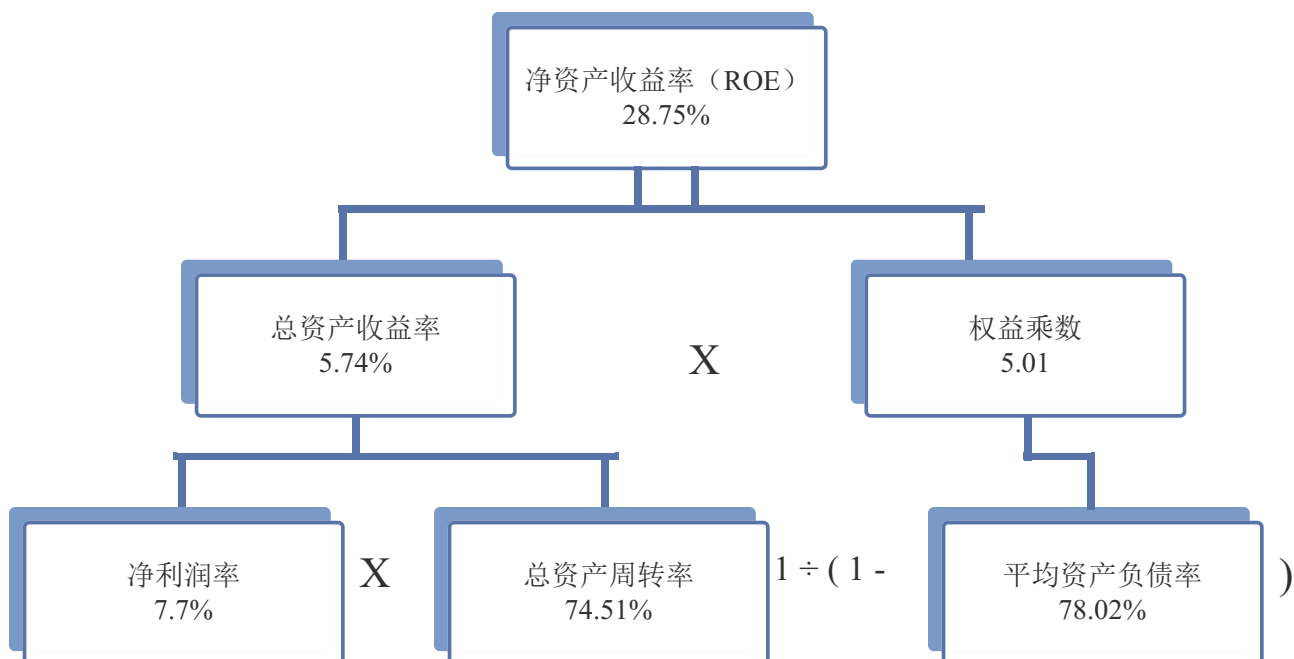 净资产收益率（ROE）
28.75%
总资产收益率
5.74%
X
权益乘数
5.01
净利润率
7.7%
X
总资产周转率
74.51%
1 ÷ ( 1 -
平均资产负债率
78.02%
)